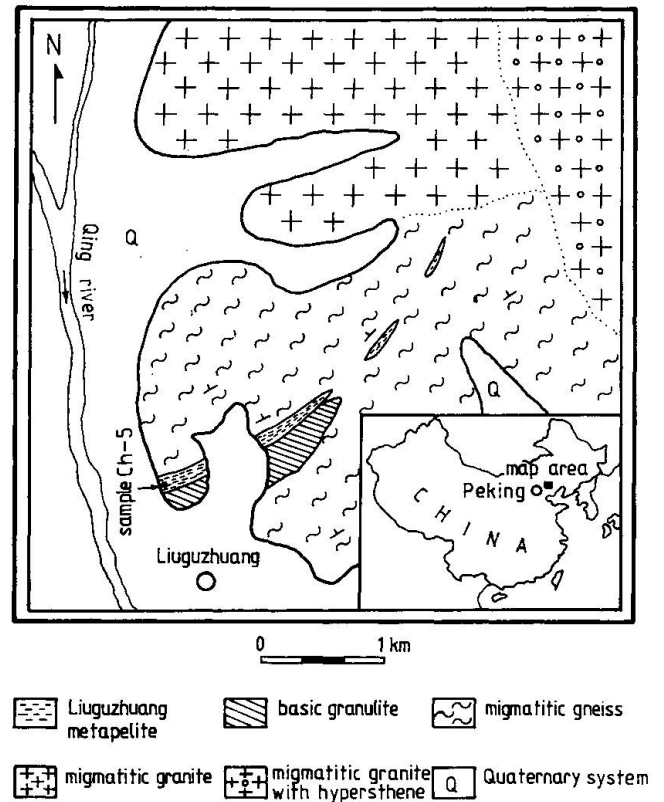 N
Qing river
Q
Q
sample Ch-5
Liuguzhuang
map area
Peking
CHINA
0 1 km
Liuguzhuang metapelite
basic granulite
migmatitic gneiss
migmatitic granite
migmatitic granite with hypersthene
Q Quaternary system